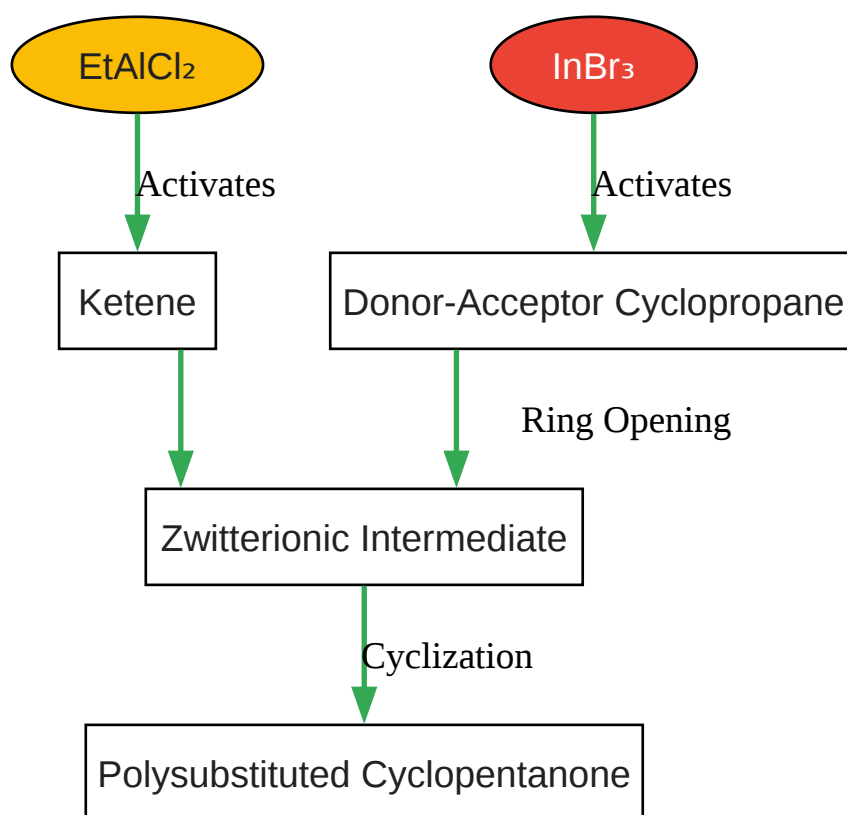 EtAlCl₂
InBr₃
Activates
Activates
Ketene
Donor-Acceptor Cyclopropane
Ring Opening
Zwitterionic Intermediate
Cyclization
Polysubstituted Cyclopentanone